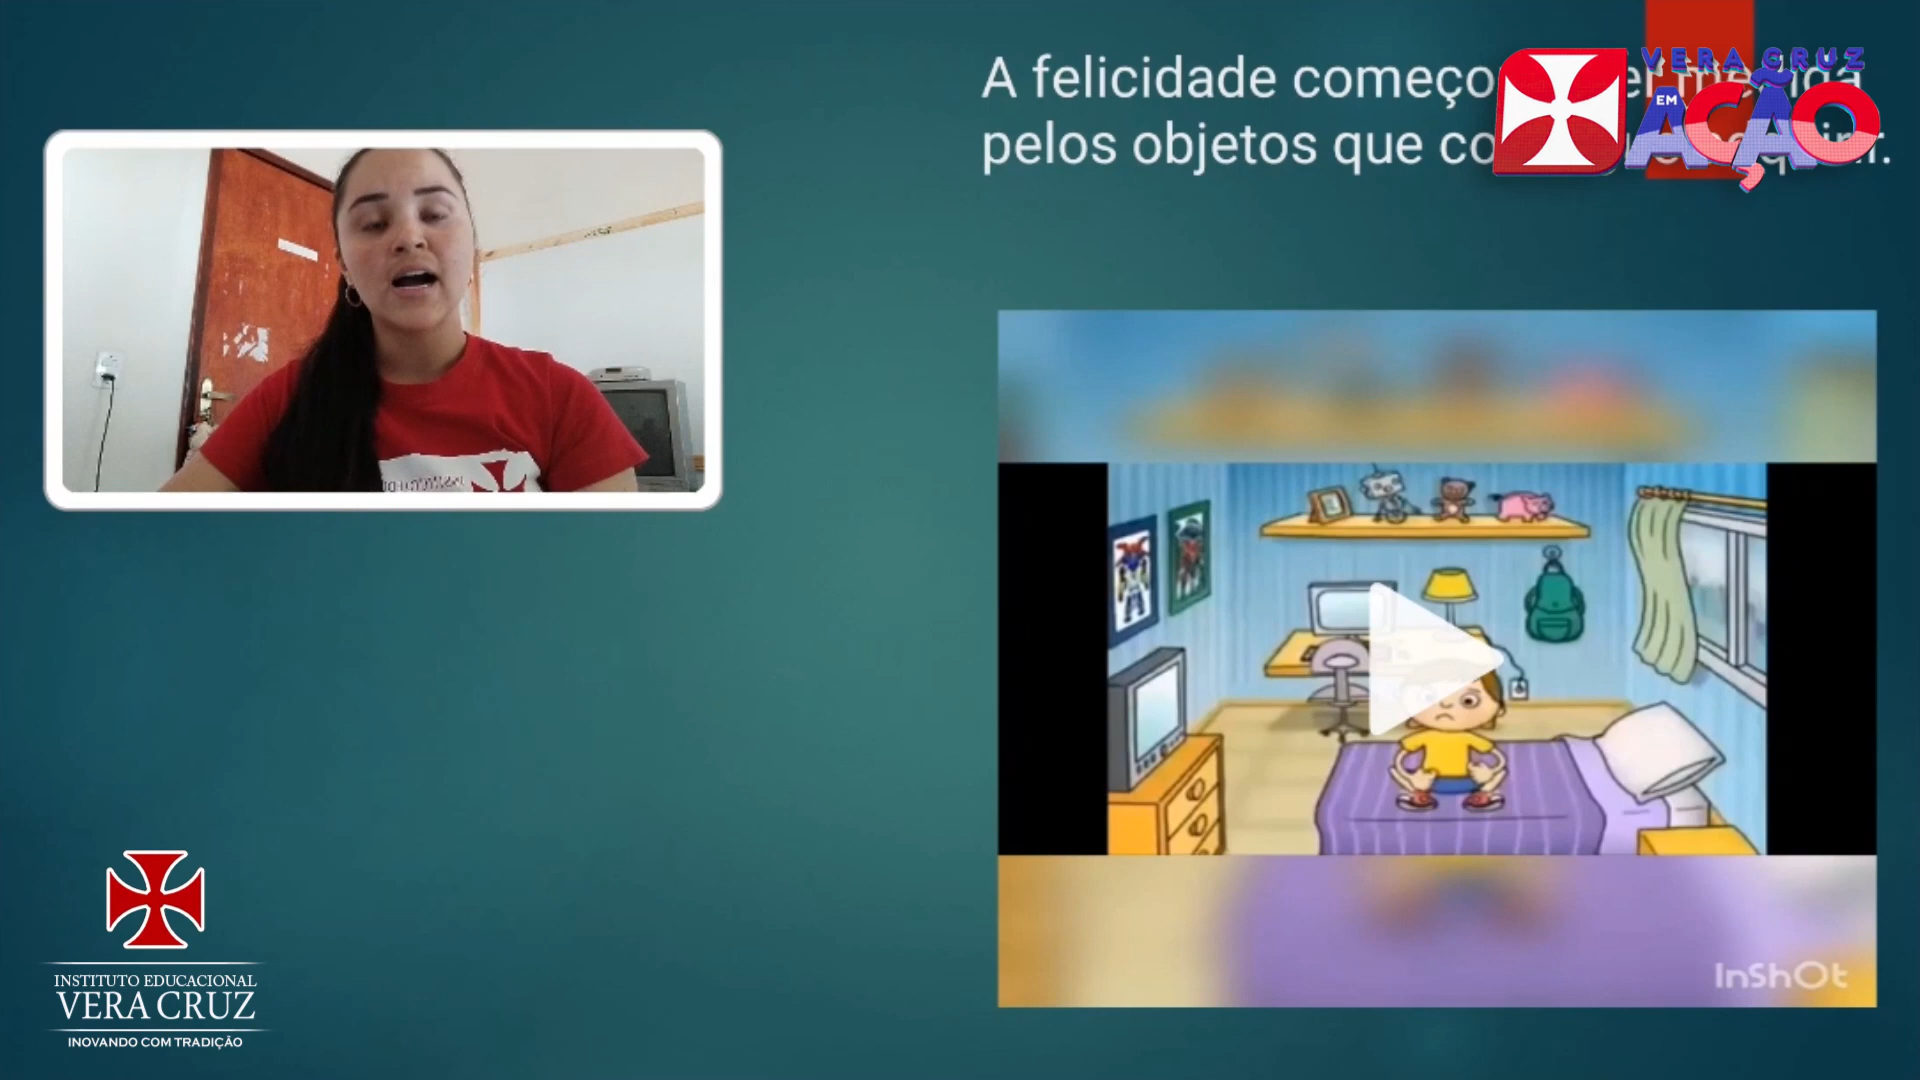 A felicidade começo
pelos objetos que co
VERA CRUZ
EM
AÇÃO
InShOt
INSTITUTO EDUCACIONAL
VERA CRUZ
INOVANDO COM TRADIÇÃO